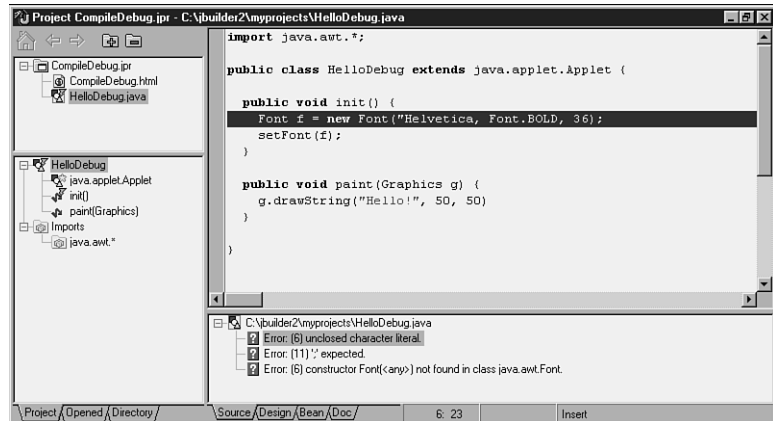 Project CompileDebug.jpr - C:\jbuilder2\myprojects\HelloDebug.java
CompileDebug.jpr
CompileDebug.html
HelloDebug.java
HelloDebug
java.applet.Applet
init()
paint(Graphics)
Imports
java.awt.*
import java.awt.*;
public class HelloDebug extends java.applet.Applet {
public void init() {
Font f = new Font("Helvetica, Font.BOLD, 36);
setFont(f);
}
public void paint(Graphics g) {
g.drawString("Hello!", 50, 50)
}
}
C:\jbuilder2\myprojects\HelloDebug.java
Error: (6) unclosed character literal.
Error: (11) ';' expected.
Error: (6) constructor Font(<any>) not found in class java.awt.Font.
Project Opened Directory
Source Design Bean Doc
6: 23
Insert